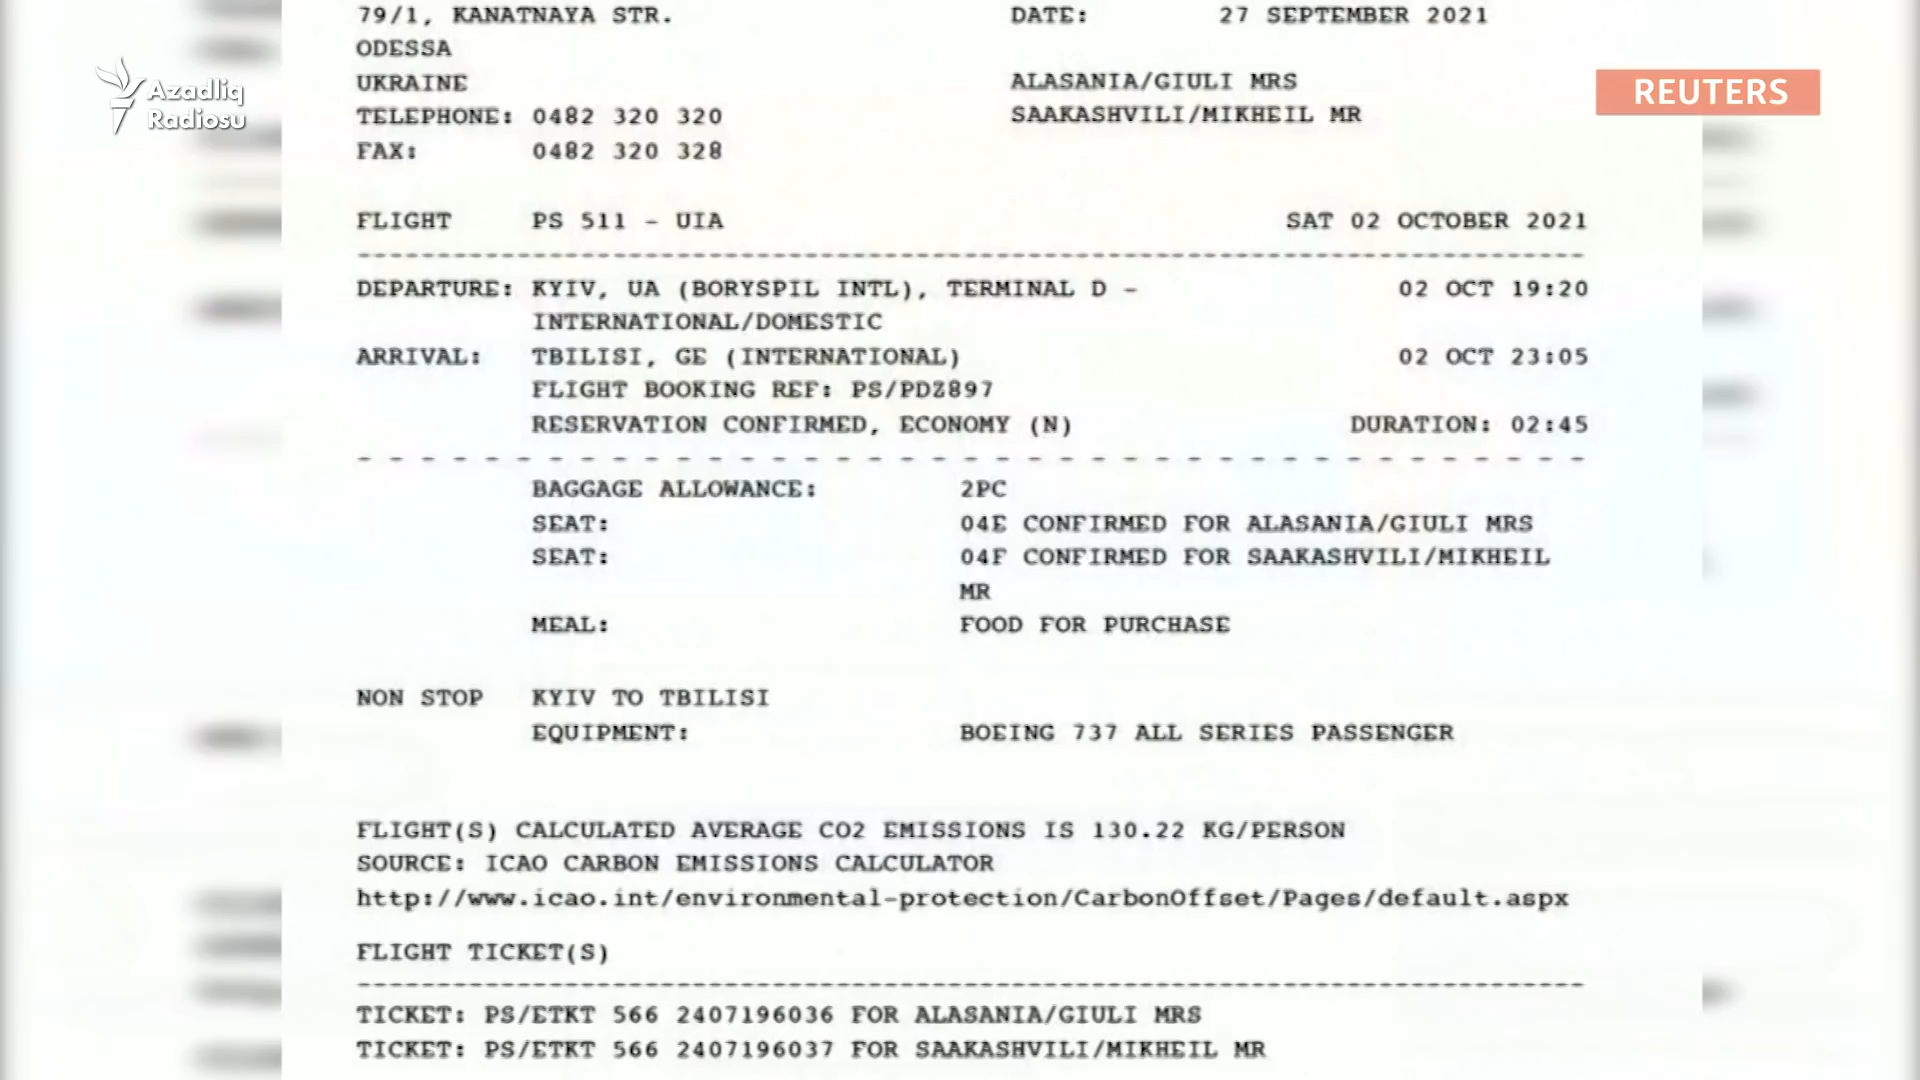 79/1, KANATNAYA STR. DATE: 27 SEPTEMBER 2021
ODESSA
UKRAINE ALASANIA/GIULI MRS
TELEPHONE: 0482 320 320 SAAKASHVILI/MIKHEIL MR
FAX: 0482 320 328
Azadlıq
Radiosu
REUTERS
FLIGHT PS 511 - UIA SAT 02 OCTOBER 2021
DEPARTURE: KYIV, UA (BORYSPIL INTL), TERMINAL D - 02 OCT 19:20
INTERNATIONAL/DOMESTIC
ARRIVAL: TBILISI, GE (INTERNATIONAL) 02 OCT 23:05
FLIGHT BOOKING REF: PS/PDZ897
RESERVATION CONFIRMED, ECONOMY (N) DURATION: 02:45
BAGGAGE ALLOWANCE: 2PC
SEAT: 04E CONFIRMED FOR ALASANIA/GIULI MRS
SEAT: 04F CONFIRMED FOR SAAKASHVILI/MIKHEIL
MR
MEAL: FOOD FOR PURCHASE
NON STOP KYIV TO TBILISI
EQUIPMENT: BOEING 737 ALL SERIES PASSENGER
FLIGHT(S) CALCULATED AVERAGE CO2 EMISSIONS IS 130.22 KG/PERSON
SOURCE: ICAO CARBON EMISSIONS CALCULATOR
http://www.icao.int/environmental-protection/CarbonOffset/Pages/default.aspx
FLIGHT TICKET(S)
TICKET: PS/ETKT 566 2407196036 FOR ALASANIA/GIULI MRS
TICKET: PS/ETKT 566 2407196037 FOR SAAKASHVILI/MIKHEIL MR